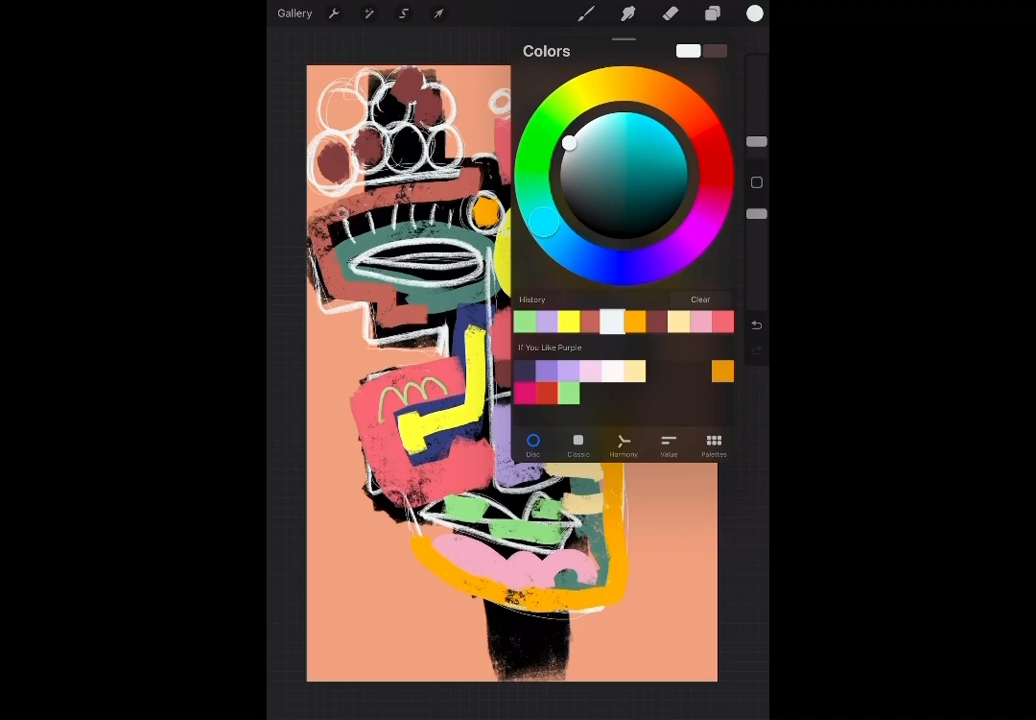 Gallery
Colors
History
Clear
If You Like Purple
Disc
Classic
Harmony
Value
Palettes